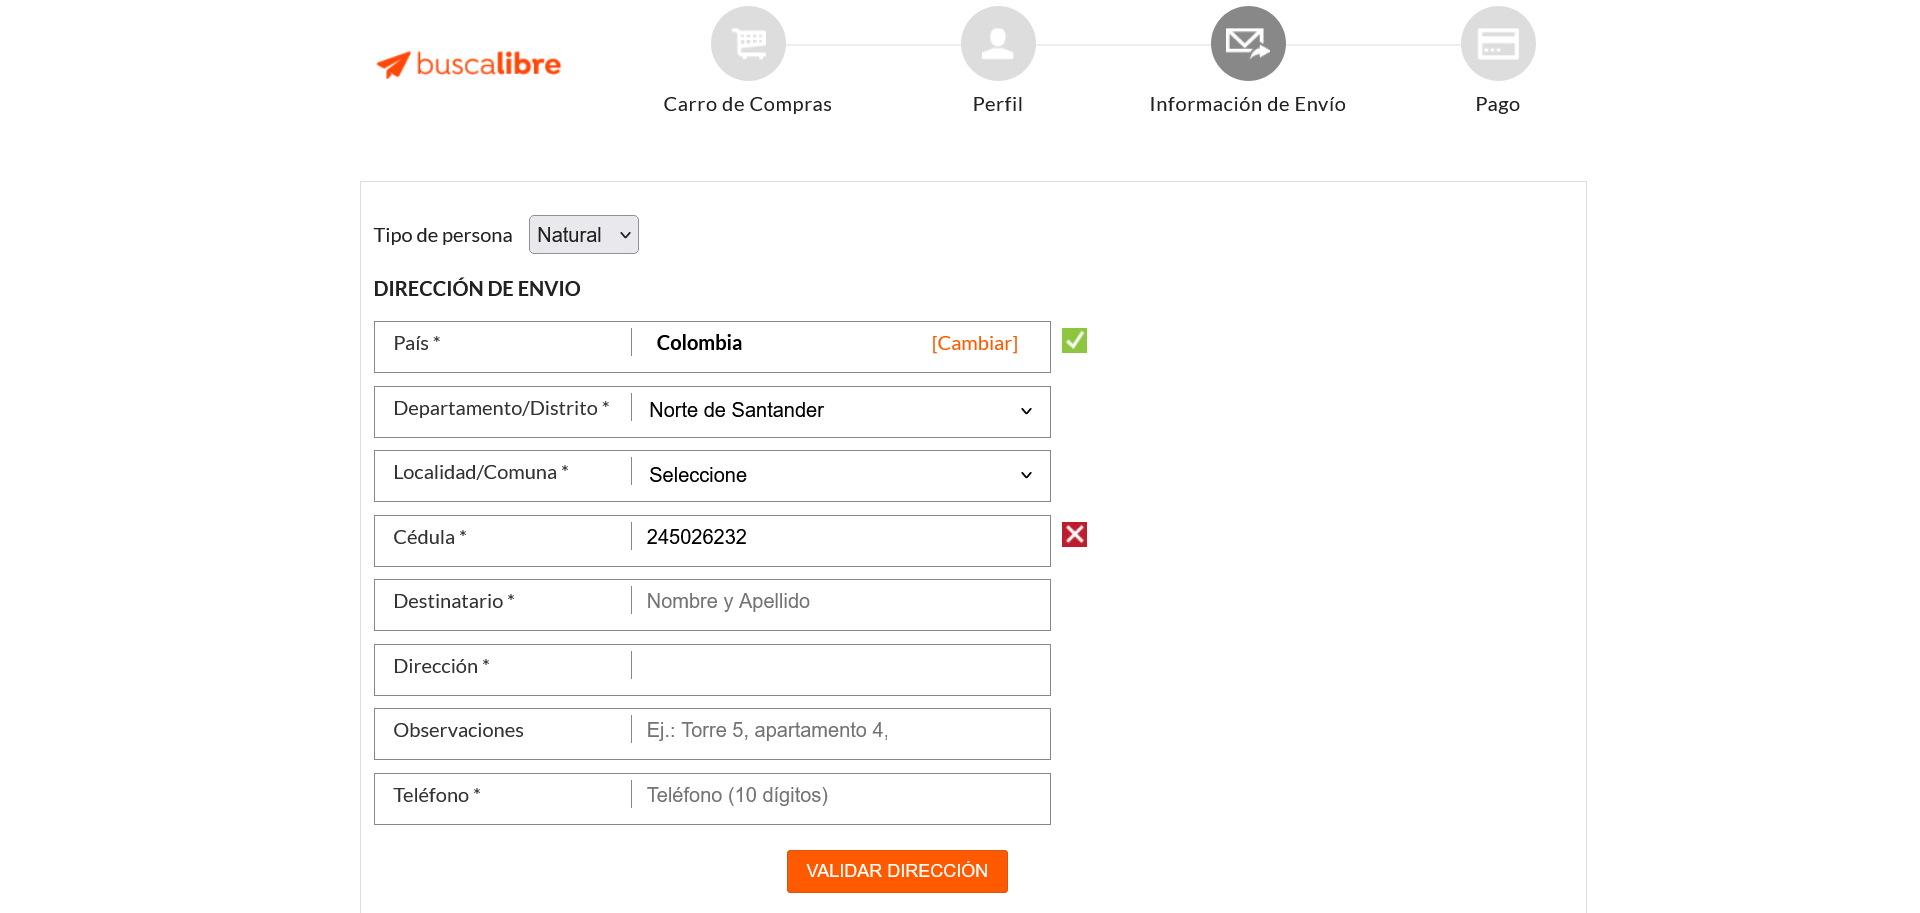 buscalibre
Carro de Compras
Perfil
Información de Envío
Pago
Tipo de persona Natural
DIRECCIÓN DE ENVIO
País * Colombia [Cambiar]
Departamento/Distrito * Norte de Santander
Localidad/Comuna * Seleccione
Cédula * 245026232
Destinatario * Nombre y Apellido
Dirección *
Observaciones Ej.: Torre 5, apartamento 4,
Teléfono * Teléfono (10 dígitos)
VALIDAR DIRECCIÓN